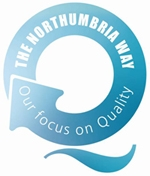 THE NORTHUMBRIA WAY
Our focus on Quality